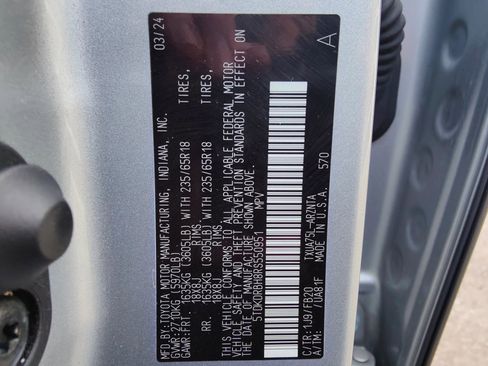 MFD.BY:TOYOTA MOTOR MANUFACTURING, INDIANA, INC. 03/24
GVWR:2710KG (5970LB)
GAWR:FRT. 1635KG (3605LB) WITH 235/65R18 TIRES,
18X8J RIMS
RR. 1635KG (3605LB) WITH 235/65R18 TIRES,
18X8J RIMS
THIS VEHICLE CONFORMS TO ALL APPLICABLE FEDERAL MOTOR
VEHICLE SAFETY AND THEFT PREVENTION STANDARDS IN EFFECT
ON THE DATE OF MANUFACTURE SHOWN ABOVE.
5TDKDRBH8RS550951 MPV
A
C/TR:1J9/FB20 TXUA75L-ARZNTA 570
A/TM: /UA81F MADE IN U.S.A.